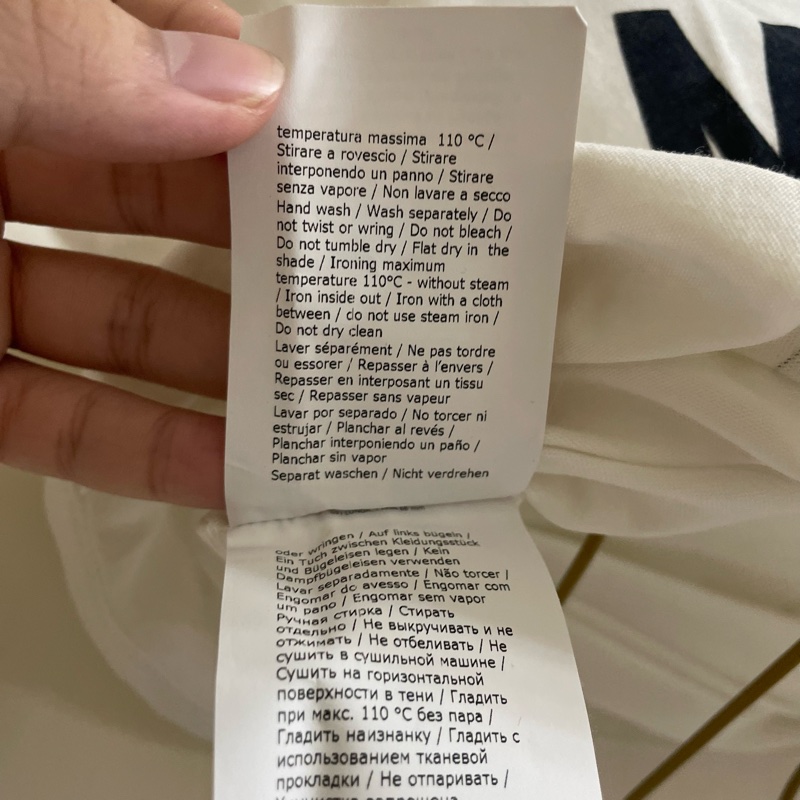 temperatura massima 110 °C /
Stirare a rovescio / Stirare
interponendo un panno / Stirare
senza vapore / Non lavare a secco
Hand wash / Wash separately / Do
not twist or wring / Do not bleach /
Do not tumble dry / Flat dry in the
shade / Ironing maximum
temperature 110°C - without steam
/ Iron inside out / Iron with a cloth
between / do not use steam iron /
Do not dry clean
Laver séparément / Ne pas tordre
ou essorer / Repasser à l'envers /
Repasser en interposant un tissu
sec / Repasser sans vapeur
Lavar por separado / No torcer ni
estrujar / Planchar al revés /
Planchar interponiendo un paño /
Planchar sin vapor
Separat waschen / Nicht verdrehen
oder wringen / Auf links bügeln /
Ein Tuch zwischen Kleidungsstück
und Bügeleisen legen / Kein
Dampfbügeleisen verwenden
Lavar separadamente / Não torcer /
Engomar do avesso / Engomar com
um pano / Engomar sem vapor
Ручная стирка / Стирать
отдельно / Не выкручивать и не
отжимать / Не отбеливать / Не
сушить в сушильной машине /
Сушить на горизонтальной
поверхности в тени / Гладить
при макс. 110 °C без пара /
Гладить наизнанку / Гладить с
использованием тканевой
прокладки / Не отпаривать /